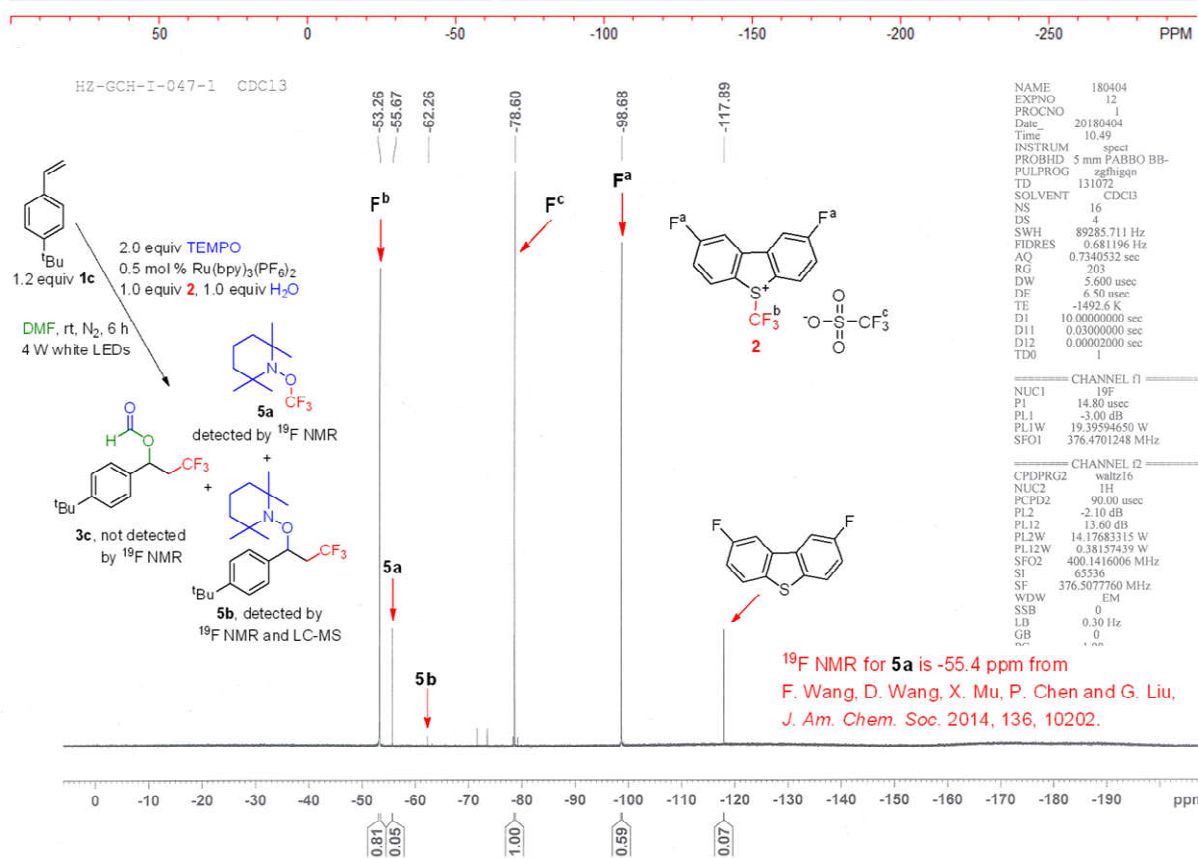 50 0 -50 -100 -150 -200 -250 PPM
HZ-GCH-I-047-1 CDCl3
-53.26
-55.67
-62.26
-78.60
-98.68
-117.89
NAME 180404
EXPNO 12
PROCNO 1
Date_ 20180404
Time 10.49
INSTRUM spect
PROBHD 5 mm PABBO BB-
PULPROG zgfhigqn
TD 131072
SOLVENT CDCl3
NS 16
DS 4
SWH 89285.711 Hz
FIDRES 0.681196 Hz
AQ 0.7340532 sec
RG 203
DW 5.600 usec
DE 6.50 usec
TE -1492.6 K
D1 10.00000000 sec
D11 0.03000000 sec
D12 0.00002000 sec
TD0 1
======== CHANNEL f1 ========
NUC1 19F
P1 14.80 usec
PL1 -3.00 dB
PL1W 19.39594650 W
SFO1 376.4701248 MHz
======== CHANNEL f2 ========
CPDPRG2 waltz16
NUC2 1H
PCPD2 90.00 usec
PL2 -2.10 dB
PL12 13.60 dB
PL2W 14.17683315 W
PL12W 0.38157439 W
SFO2 400.1416006 MHz
SI 65536
SF 376.5077760 MHz
WDW EM
SSB 0
LB 0.30 Hz
GB 0
F^b
F^c
F^a
ᵗBu
1.2 equiv 1c
2.0 equiv TEMPO
0.5 mol % Ru(bpy)₃(PF₆)₂
1.0 equiv 2, 1.0 equiv H₂O
DMF, rt, N₂, 6 h
4 W white LEDs
N
O
CF₃
5a
detected by ¹⁹F NMR
+
O
H
O
CF₃
ᵗBu
3c, not detected
by ¹⁹F NMR
+
N
O
CF₃
ᵗBu
5b, detected by
¹⁹F NMR and LC-MS
5a
5b
F^a
F^a
S⁺
CF₃^b
2
⁻O
S
O
O
CF₃^c
F
F
S
¹⁹F NMR for 5a is -55.4 ppm from
F. Wang, D. Wang, X. Mu, P. Chen and G. Liu,
J. Am. Chem. Soc. 2014, 136, 10202.
0 -10 -20 -30 -40 -50 -60 -70 -80 -90 -100 -110 -120 -130 -140 -150 -160 -170 -180 -190 ppm
0.81
0.05
1.00
0.59
0.07